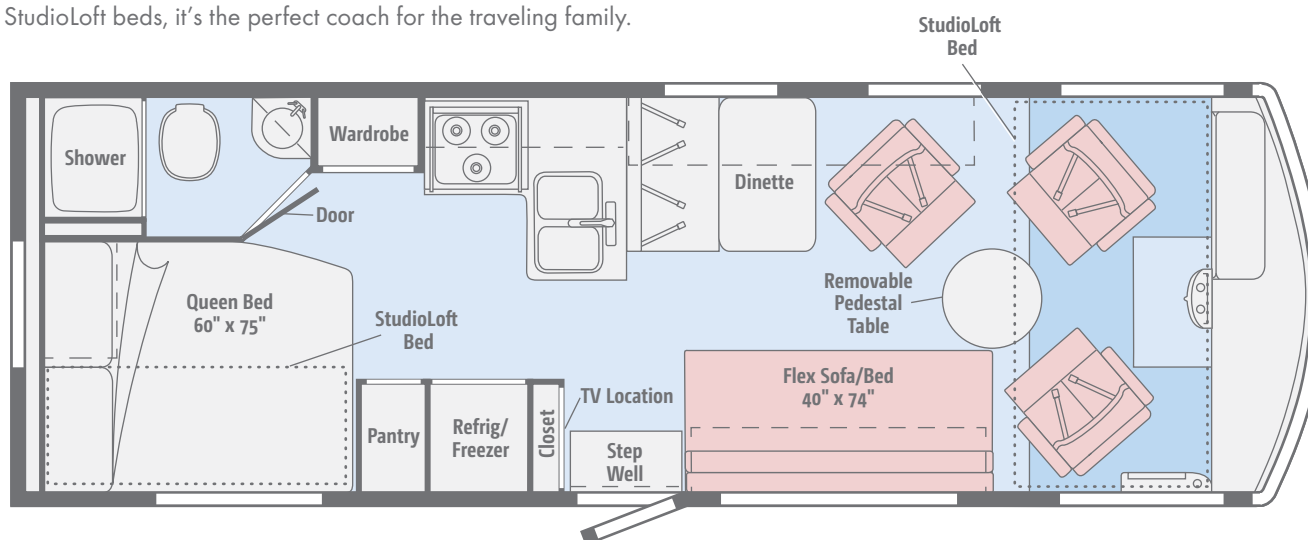 StudioLoft beds, it's the perfect coach for the traveling family.
StudioLoft
Bed
Shower
Wardrobe
Dinette
Door
Removable
Pedestal
Table
Queen Bed
60" x 75"
StudioLoft
Bed
Flex Sofa/Bed
40" x 74"
TV Location
Pantry
Refrig/
Freezer
Closet
Step
Well